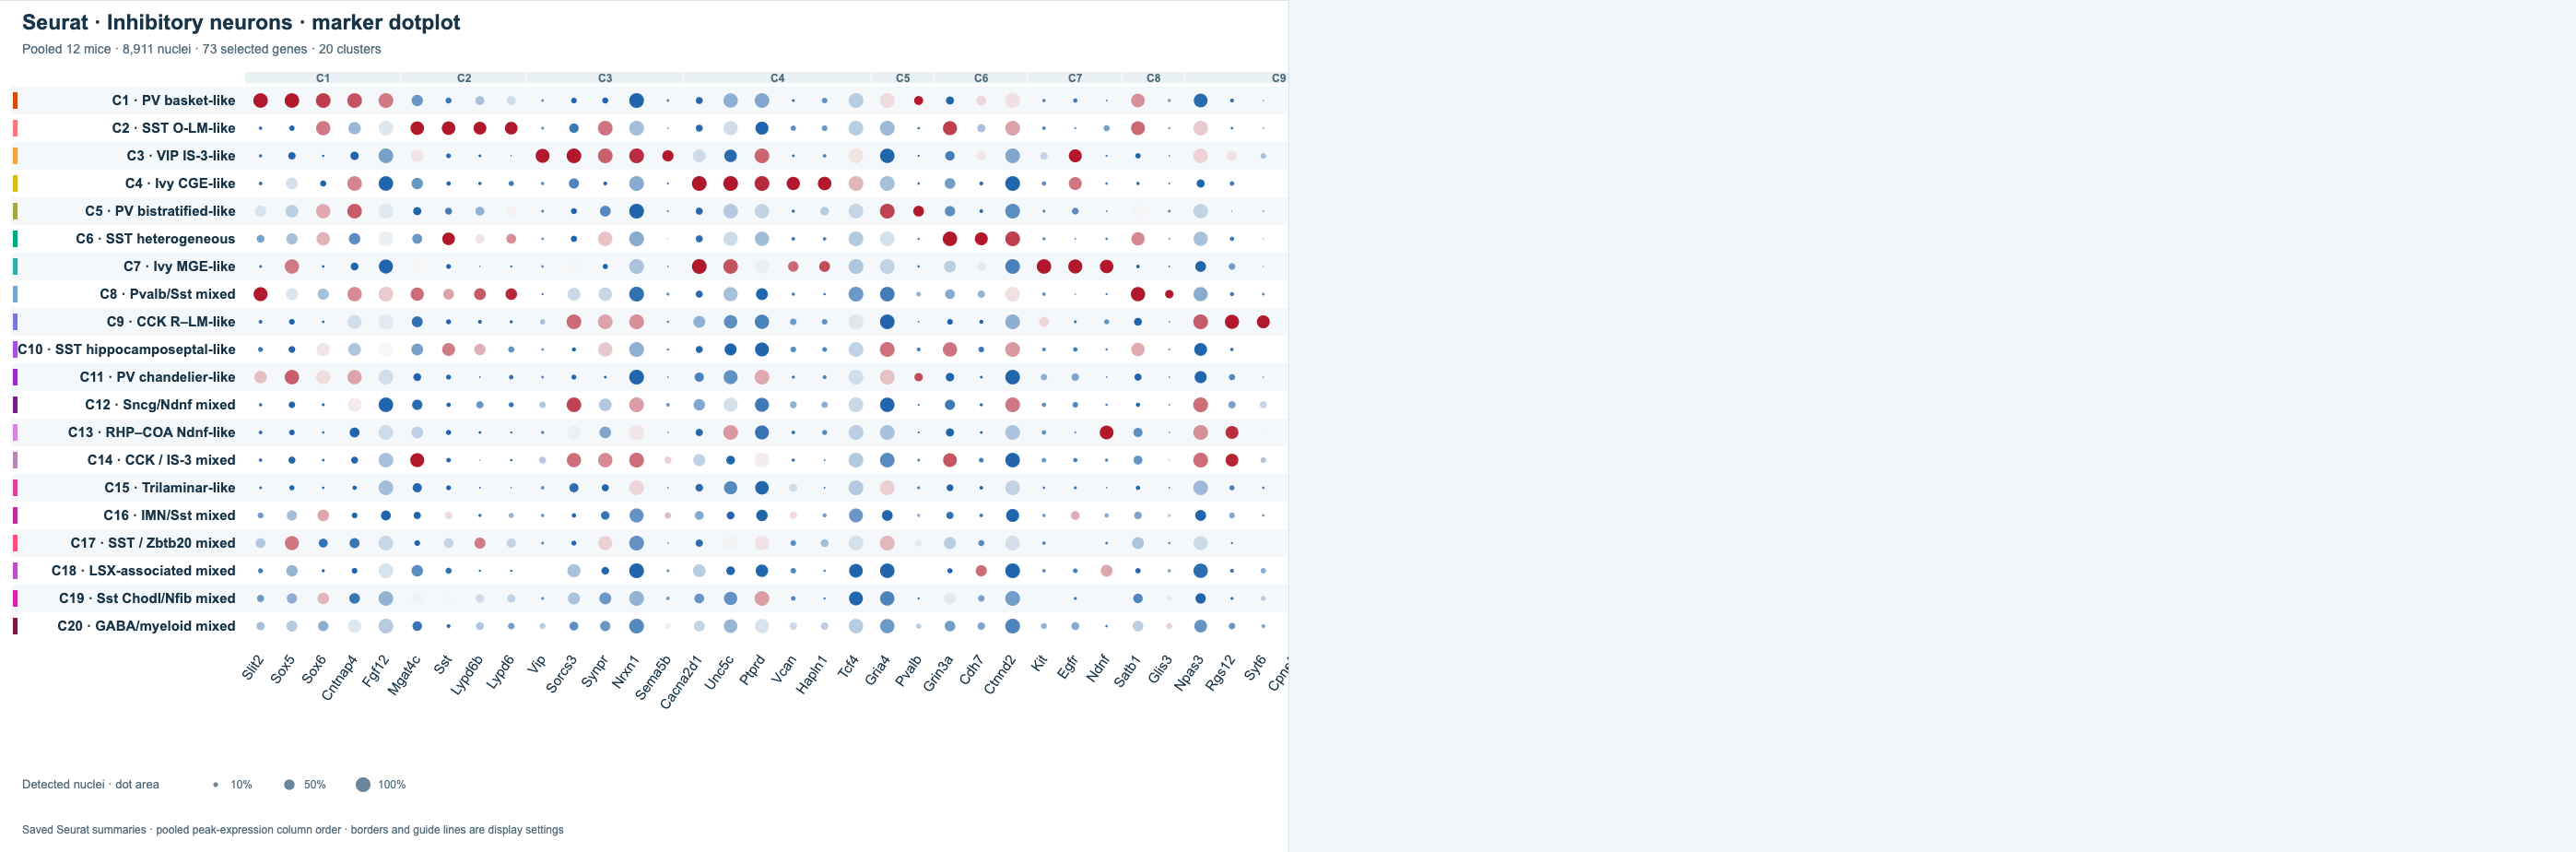 Seurat · Inhibitory neurons · marker dotplot
Pooled 12 mice · 8,911 nuclei · 73 selected genes · 20 clusters
C1 C2 C3 C4 C5 C6 C7 C8 C9
C1 · PV basket-like
C2 · SST O-LM-like
C3 · VIP IS-3-like
C4 · Ivy CGE-like
C5 · PV bistratified-like
C6 · SST heterogeneous
C7 · Ivy MGE-like
C8 · Pvalb/Sst mixed
C9 · CCK R–LM-like
C10 · SST hippocamposeptal-like
C11 · PV chandelier-like
C12 · Sncg/Ndnf mixed
C13 · RHP–COA Ndnf-like
C14 · CCK / IS-3 mixed
C15 · Trilaminar-like
C16 · IMN/Sst mixed
C17 · SST / Zbtb20 mixed
C18 · LSX-associated mixed
C19 · Sst Chodl/Nfib mixed
C20 · GABA/myeloid mixed
Slit2 Sox5 Sox6 Cntnap4 Fgf12 Mgat4c Sst Lypd6b Lypd6 Vip Sorcs3 Synpr Nrxn1 Sema5b Cacna2d1 Unc5c Ptprd Vcan Hapln1 Tcf4 Gria4 Pvalb Grin3a Cdh7 Ctnnd2 Kit Egfr Ndnf Satb1 Glis3 Npas3 Rgs12 Syt6
Detected nuclei · dot area 10% 50% 100%
Saved Seurat summaries · pooled peak-expression column order · borders and guide lines are display settings